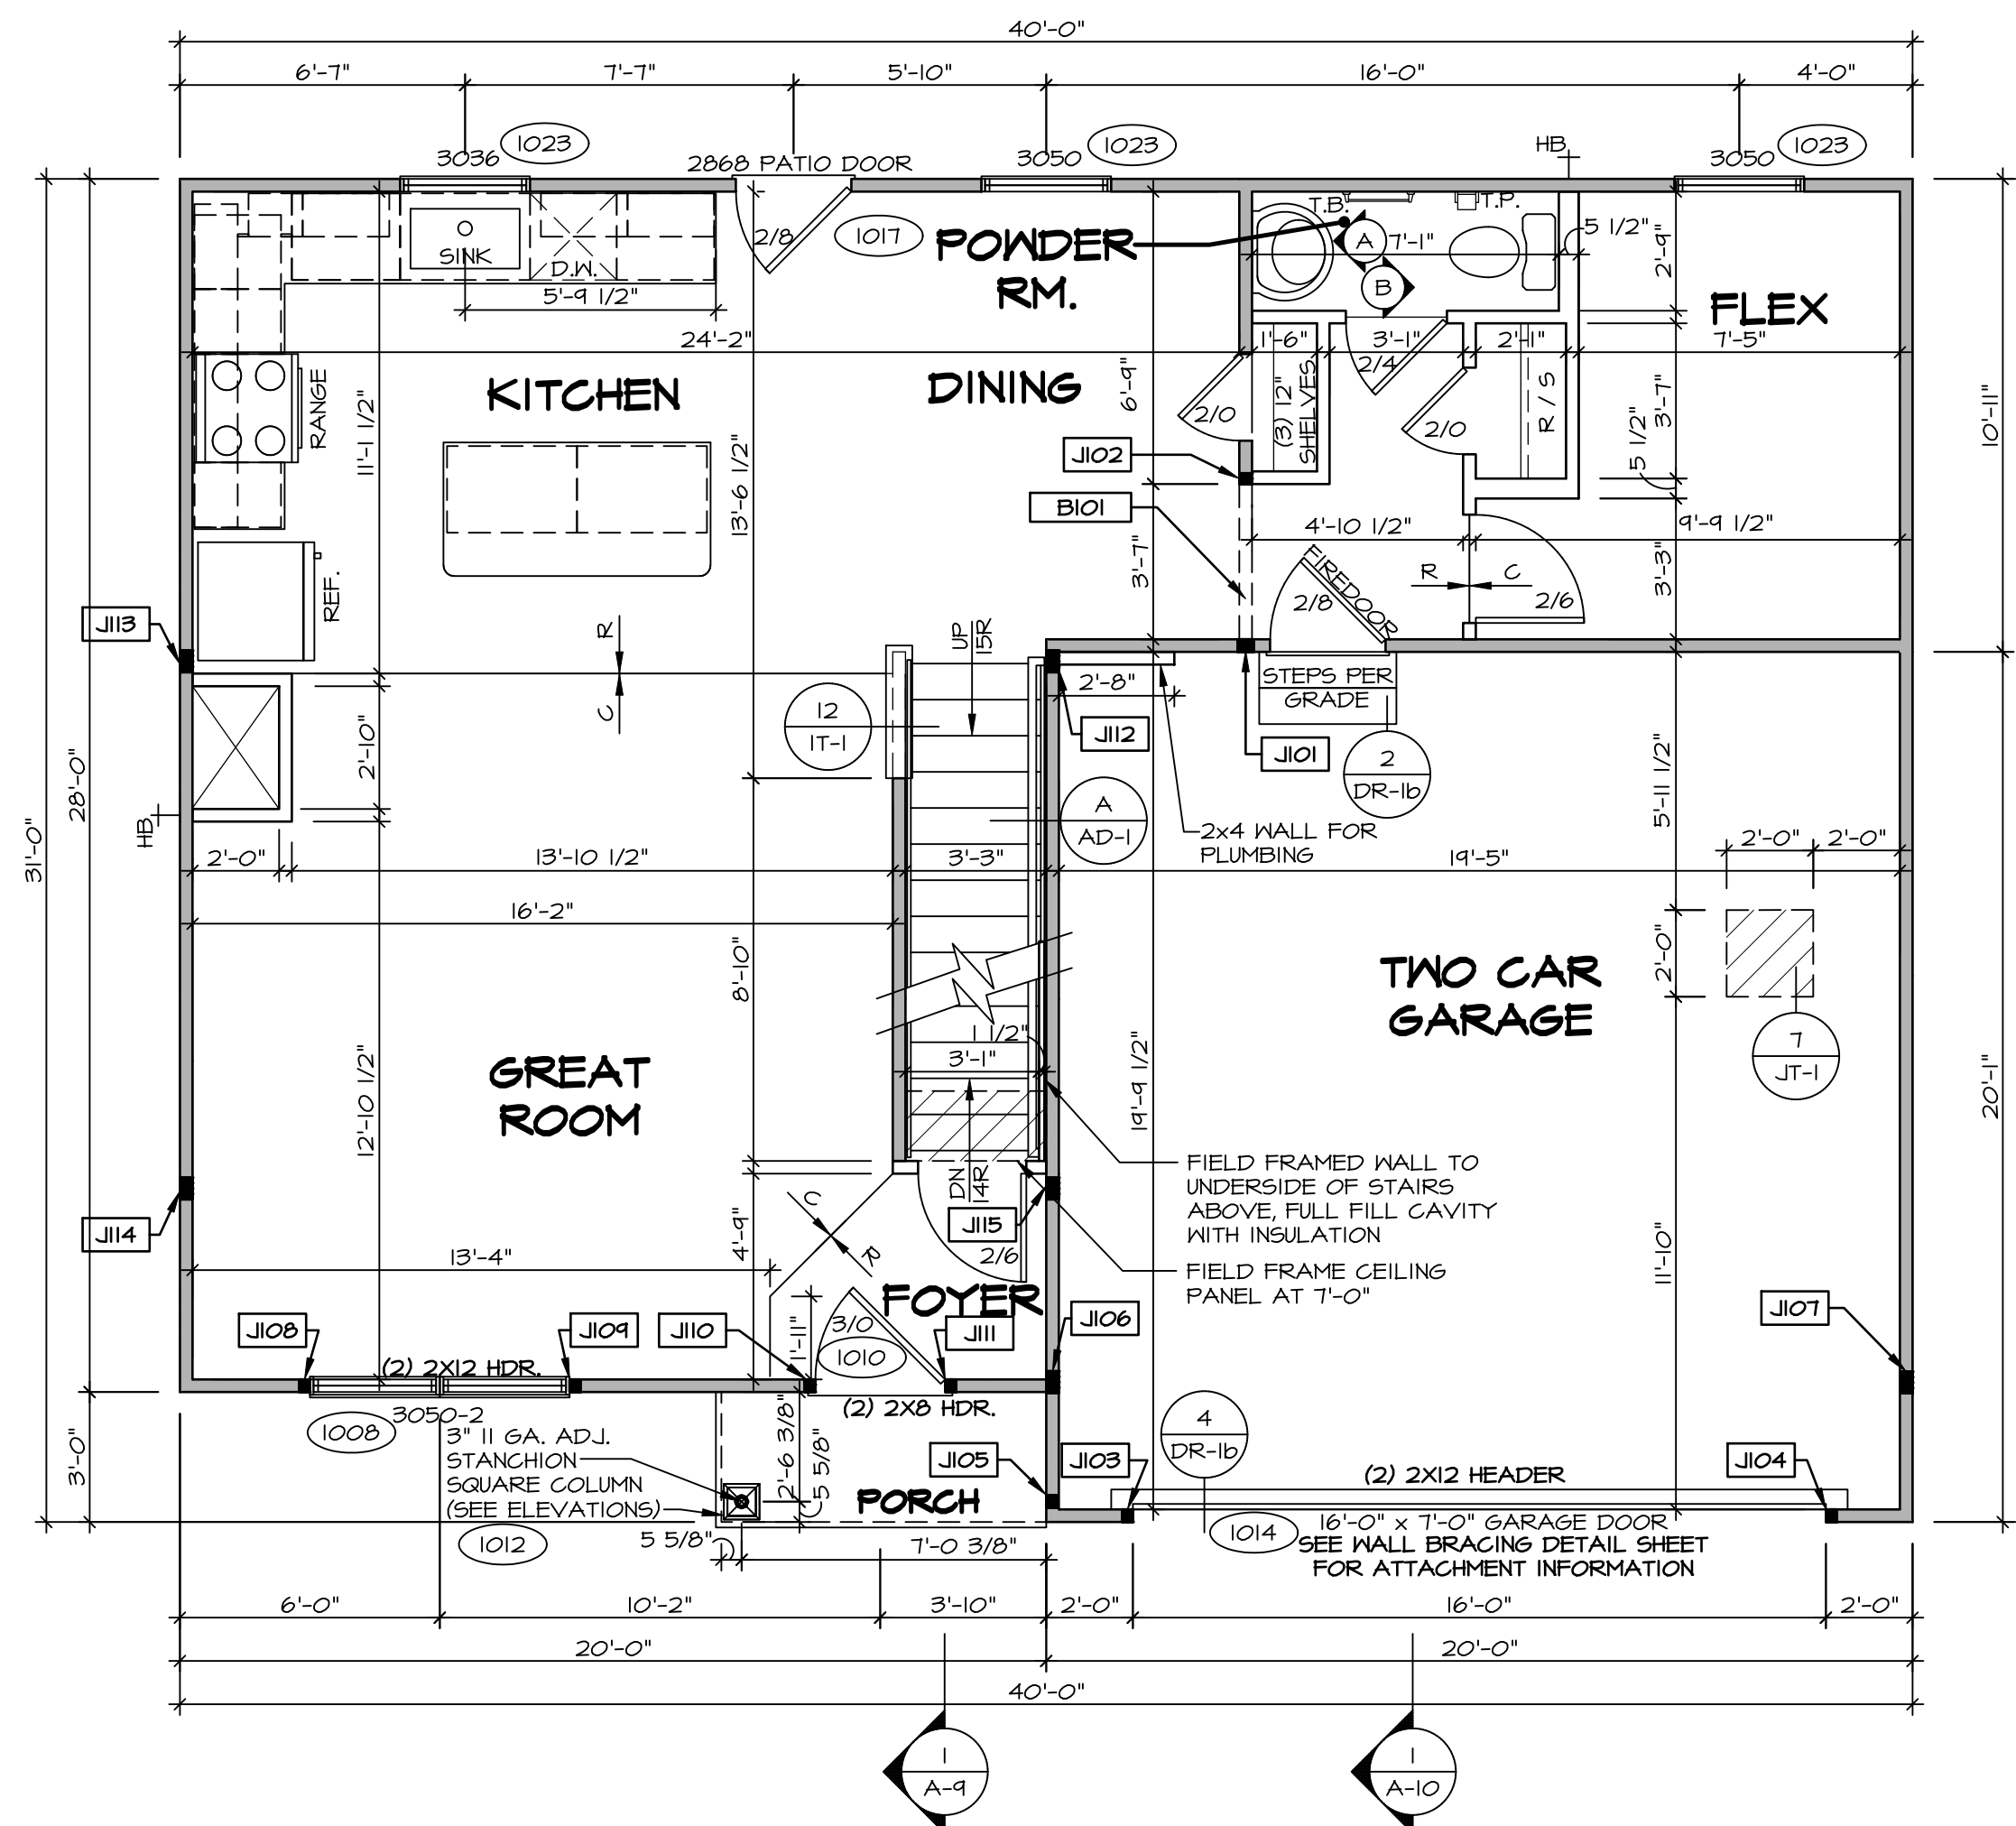 40'-0"
6'-7"
7'-7"
5'-10"
16'-0"
4'-0"
3036
1023
2868 PATIO DOOR
3050
1023
HB
3050
1023
SINK
D.W.
5'-9 1/2"
2/8
1017
POWDER
RM.
T.B.
T.P.
A
7'-1"
B
5 1/2"
2'-9"
FLEX
24'-2"
1'-6"
3'-1"
2'-1"
7'-5"
2/4
RANGE
KITCHEN
DINING
11'-1 1/2"
13'-6 1/2"
6'-9"
2/0
(3) 12"
SHELVES
2/0
R / S
5 1/2"
3'-7"
10'-11"
J102
B101
3'-7"
4'-10 1/2"
9'-9 1/2"
FIREDOOR
2/8
R
C
2/6
3'-3"
REF.
J113
R
C
UP
15R
2'-8"
STEPS PER
GRADE
J112
J101
12
1T-1
2
DR-1b
2'-10"
28'-0"
31'-0"
HB
A
AD-1
2x4 WALL FOR
PLUMBING
5'-11 1/2"
2'-0"
2'-0"
2'-0"
13'-10 1/2"
3'-3"
19'-5"
16'-2"
8'-10"
2'-0"
TWO CAR
GARAGE
1 1/2"
3'-1"
7
JT-1
GREAT
ROOM
12'-10 1/2"
19'-9 1/2"
20'-1"
DN
14R
FIELD FRAMED WALL TO
UNDERSIDE OF STAIRS
ABOVE, FULL FILL CAVITY
WITH INSULATION
J114
C
R
J115
4'-9"
2/6
13'-4"
11'-10"
FIELD FRAME CEILING
PANEL AT 7'-0"
FOYER
J108
J109
J110
1'-11"
3/0
1010
J111
J106
J107
(2) 2X12 HDR.
3050-2
1008
(2) 2X8 HDR.
3'-0"
3" 11 GA. ADJ.
STANCHION
SQUARE COLUMN
(SEE ELEVATIONS)
1012
2'-6 3/8"
5 5/8"
PORCH
J105
J103
4
DR-1b
(2) 2X12 HEADER
J104
5 5/8"
7'-0 3/8"
1014
16'-0" x 7'-0" GARAGE DOOR
SEE WALL BRACING DETAIL SHEET
FOR ATTACHMENT INFORMATION
6'-0"
10'-2"
3'-10"
2'-0"
16'-0"
2'-0"
20'-0"
20'-0"
40'-0"
1
A-9
1
A-10